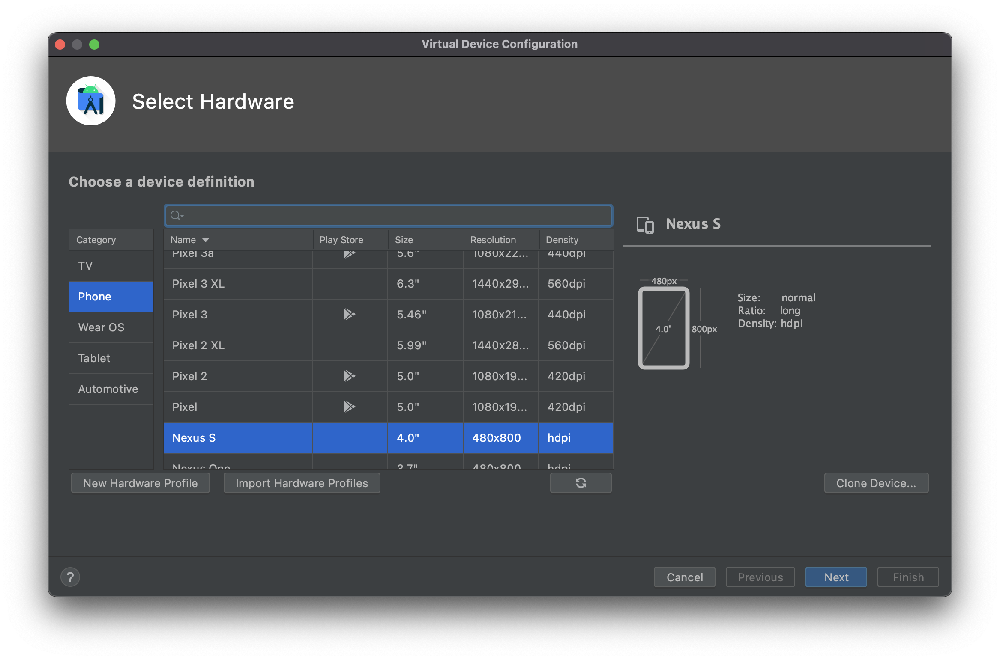 Virtual Device Configuration
Select Hardware
Choose a device definition
Category
TV
Phone
Wear OS
Tablet
Automotive
Name Play Store Size Resolution Density
Pixel 3a 5.6" 1080x22... 440dpi
Pixel 3 XL 6.3" 1440x29... 560dpi
Pixel 3 5.46" 1080x21... 440dpi
Pixel 2 XL 5.99" 1440x28... 560dpi
Pixel 2 5.0" 1080x19... 420dpi
Pixel 5.0" 1080x19... 420dpi
Nexus S 4.0" 480x800 hdpi
Nexus One 3.7" 480x800 hdpi
Nexus S
480px
4.0"
800px
Size: normal
Ratio: long
Density: hdpi
New Hardware Profile Import Hardware Profiles Clone Device...
? Cancel Previous Next Finish